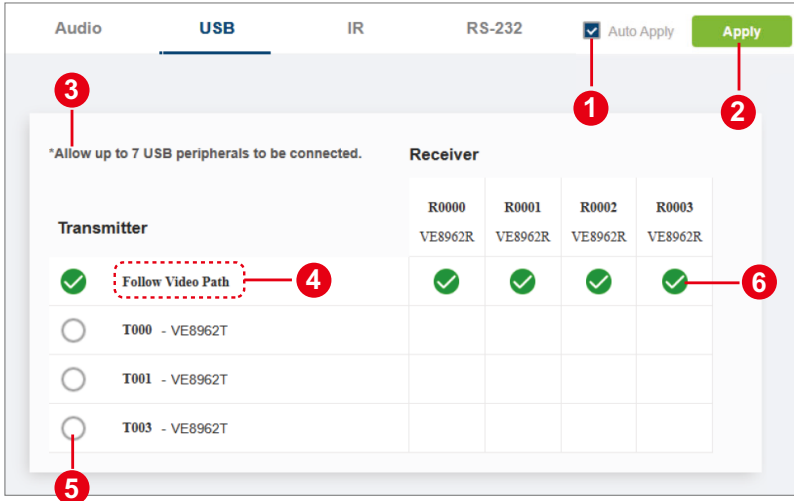 Audio USB IR RS-232 Auto Apply Apply
3 1 2
*Allow up to 7 USB peripherals to be connected. Receiver
R0000 R0001 R0002 R0003
Transmitter
VE8962R VE8962R VE8962R VE8962R
Follow Video Path 4 6
T000 - VE8962T
T001 - VE8962T
T003 - VE8962T
5